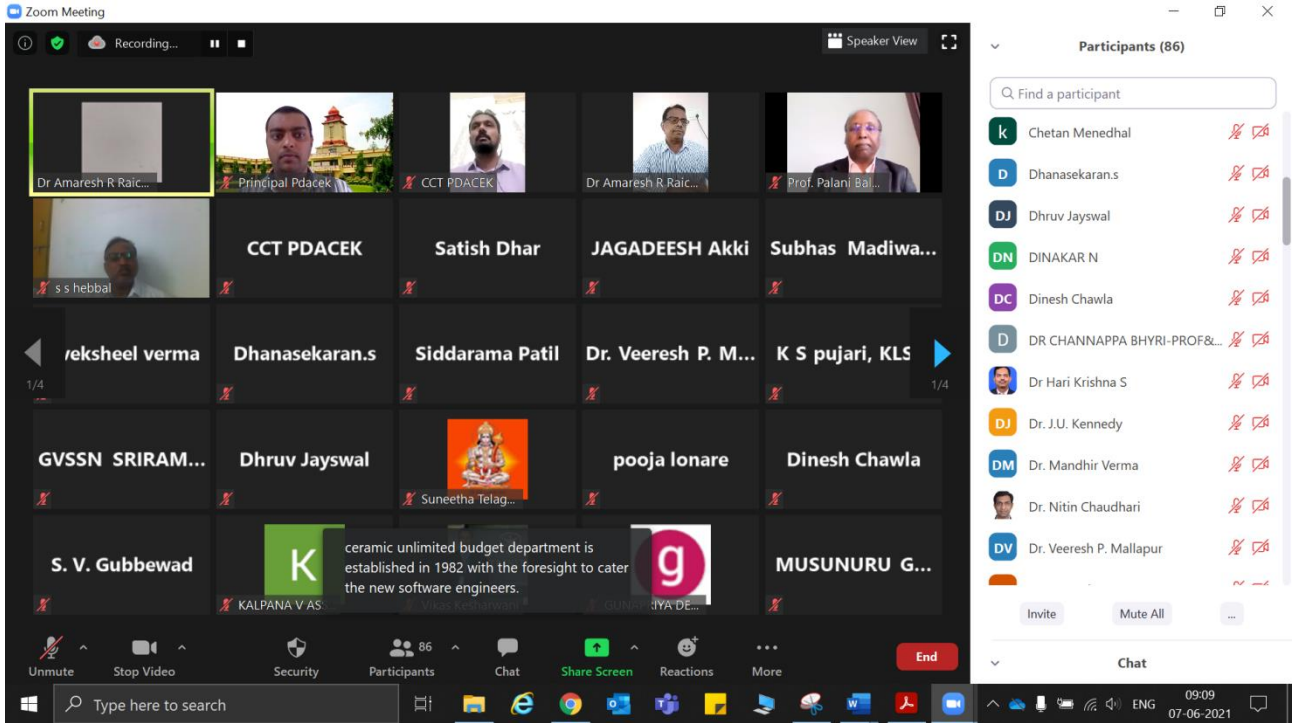 Zoom Meeting
Recording...
Speaker View
Dr Amaresh R Raic...
Principal Pdacek
CCT PDACEK
Dr Amaresh R Raic...
Prof. Palani Bal...
s s hebbal
CCT PDACEK
Satish Dhar
JAGADEESH Akki
Subhas Madiwa...
veksheel verma
Dhanasekaran.s
Siddarama Patil
Dr. Veeresh P. M...
K S pujari, KLS
1/4
1/4
GVSSN SRIRAM...
Dhruv Jayswal
Suneetha Telag...
pooja lonare
Dinesh Chawla
S. V. Gubbewad
K
KALPANA V AS
ceramic unlimited budget department is
established in 1982 with the foresight to cater
the new software engineers.
Vikas Kesharwani
g
GUNAPRIYA DE...
MUSUNURU G...
Unmute
Stop Video
Security
86
Participants
Chat
Share Screen
Reactions
More
End
Participants (86)
Find a participant
k Chetan Menedhal
D Dhanasekaran.s
DJ Dhruv Jayswal
DN DINAKAR N
DC Dinesh Chawla
D DR CHANNAPPA BHYRI-PROF&...
Dr Hari Krishna S
DJ Dr. J.U. Kennedy
DM Dr. Mandhir Verma
Dr. Nitin Chaudhari
DV Dr. Veeresh P. Mallapur
Invite
Mute All
...
Chat
Type here to search
ENG
09:09
07-06-2021